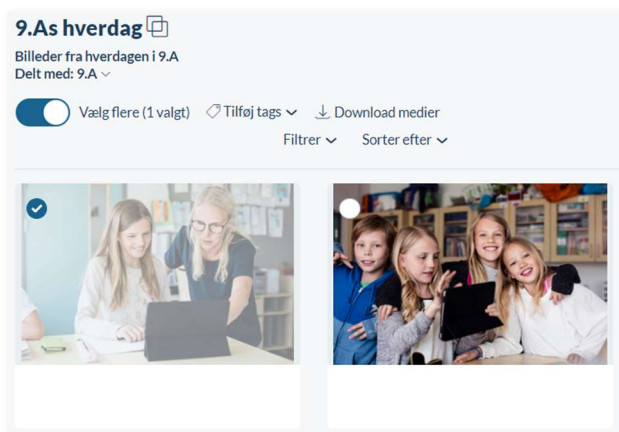 9.As hverdag
Billeder fra hverdagen i 9.A
Delt med: 9.A
Vælg flere (1 valgt) Tilføj tags Download medier
Filtrer Sorter efter